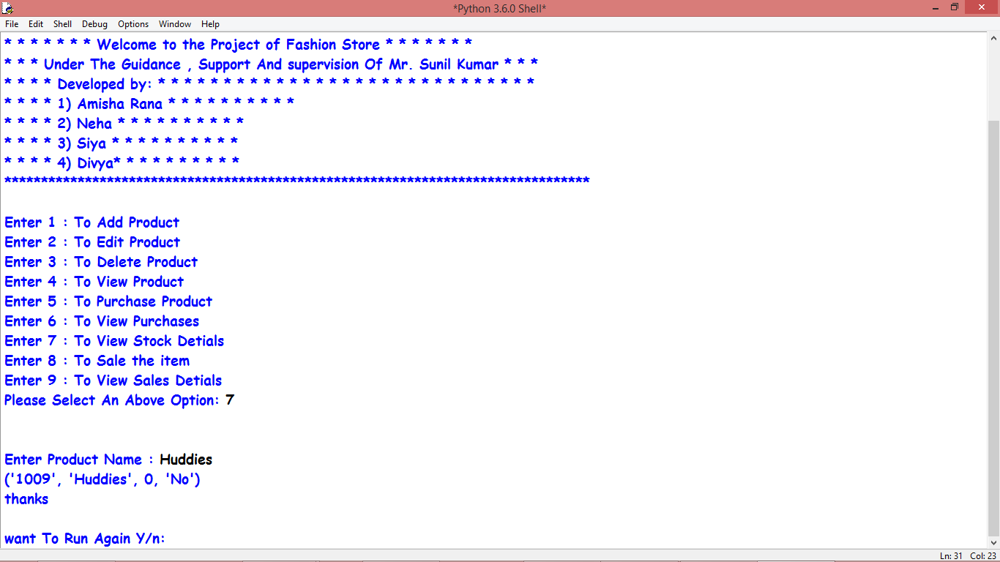 *Python 3.6.0 Shell*
File Edit Shell Debug Options Window Help
* * * * * * * Welcome to the Project of Fashion Store * * * * * * *
* * * Under The Guidance , Support And supervision Of Mr. Sunil Kumar * * *
* * * * Developed by: * * * * * * * * * * * * * * * * * * * * * * * * * * * * *
* * * * 1) Amisha Rana * * * * * * * * * *
* * * * 2) Neha * * * * * * * * * *
* * * * 3) Siya * * * * * * * * * *
* * * * 4) Divya* * * * * * * * * *
********************************************************************************
Enter 1 : To Add Product
Enter 2 : To Edit Product
Enter 3 : To Delete Product
Enter 4 : To View Product
Enter 5 : To Purchase Product
Enter 6 : To View Purchases
Enter 7 : To View Stock Detials
Enter 8 : To Sale the item
Enter 9 : To View Sales Detials
Please Select An Above Option: 7
Enter Product Name : Huddies
('1009', 'Huddies', 0, 'No')
thanks
want To Run Again Y/n:
Ln: 31 Col: 23